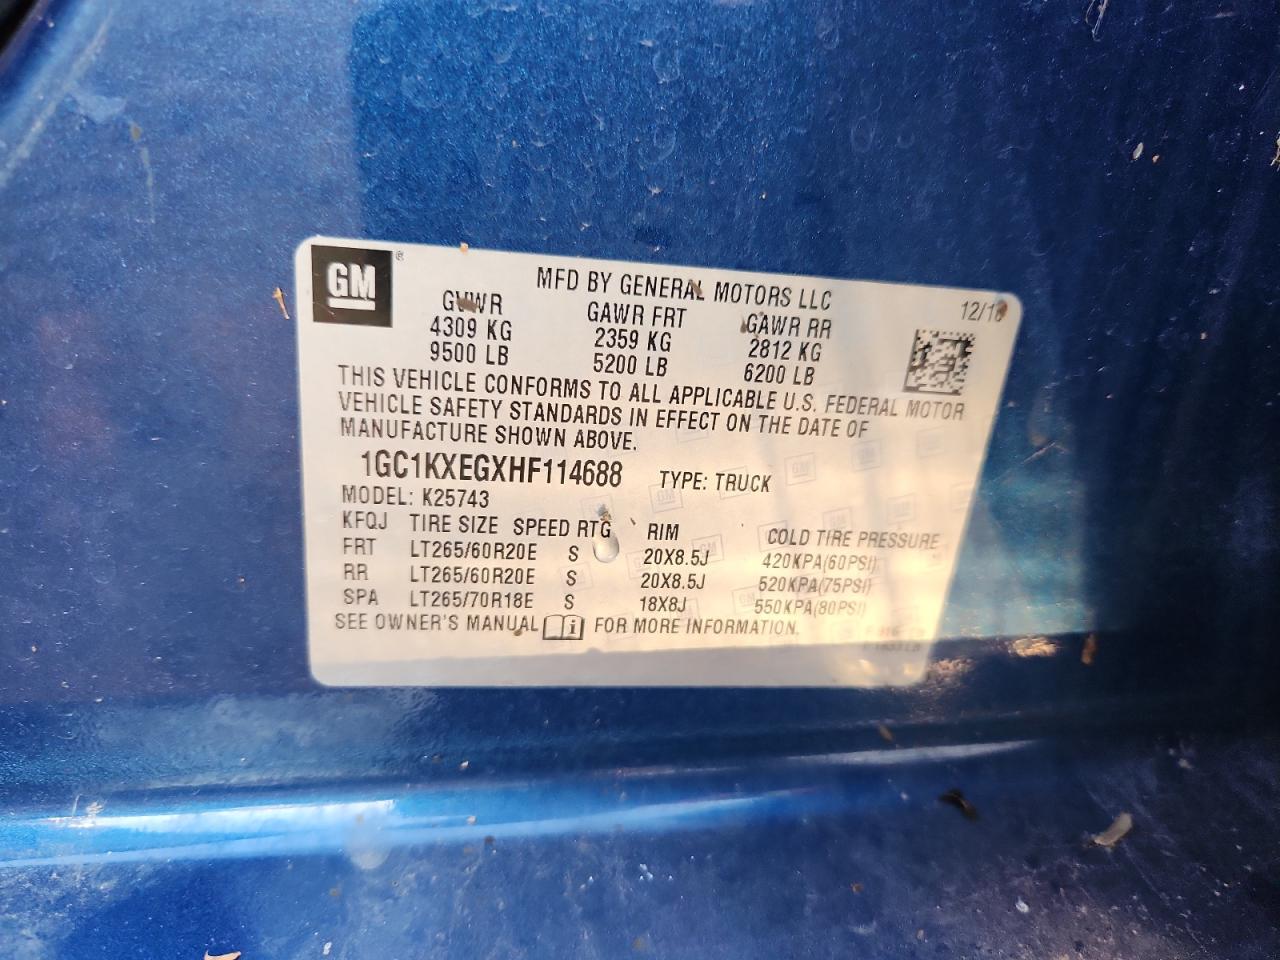 GM
MFD BY GENERAL MOTORS LLC
GVWR GAWR FRT GAWR RR
4309 KG 2359 KG 2812 KG
9500 LB 5200 LB 6200 LB
THIS VEHICLE CONFORMS TO ALL APPLICABLE U.S. FEDERAL MOTOR
VEHICLE SAFETY STANDARDS IN EFFECT ON THE DATE OF
MANUFACTURE SHOWN ABOVE.
1GC1KXEGXHF114688 TYPE: TRUCK
MODEL: K25743
KFQJ TIRE SIZE SPEED RTG RIM COLD TIRE PRESSURE
FRT LT265/60R20E S 20X8.5J 420KPA(60PSI)
RR LT265/60R20E S 20X8.5J 520KPA(75PSI)
SPA LT265/70R18E S 18X8J 550KPA(80PSI)
SEE OWNER'S MANUAL FOR MORE INFORMATION.